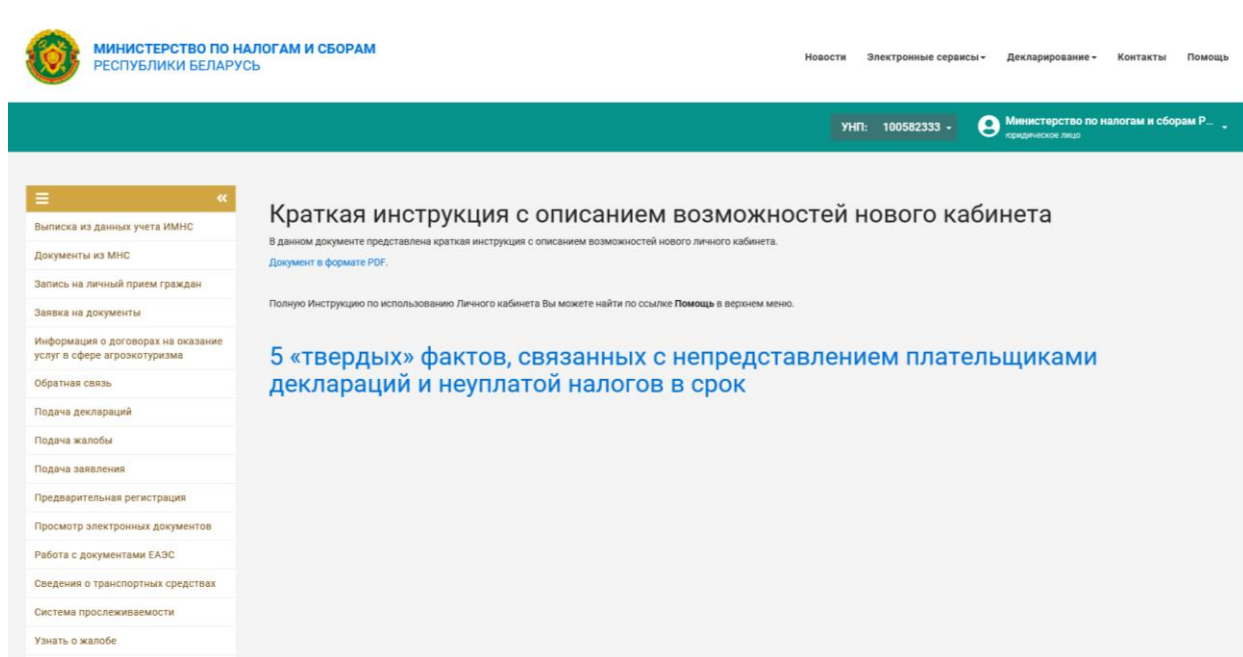 МИНИСТЕРСТВО ПО НАЛОГАМ И СБОРАМ
РЕСПУБЛИКИ БЕЛАРУСЬ
Новости Электронные сервисы Декларирование Контакты Помощь
УНП: 100582333
Министерство по налогам и сборам Р...
юридическое лицо
Выписка из данных учета ИМНС
Документы из МНС
Запись на личный прием граждан
Заявка на документы
Информация о договорах на оказание
услуг в сфере агроэкотуризма
Обратная связь
Подача деклараций
Подача жалобы
Подача заявления
Предварительная регистрация
Просмотр электронных документов
Работа с документами ЕАЭС
Сведения о транспортных средствах
Система прослеживаемости
Узнать о жалобе
Краткая инструкция с описанием возможностей нового кабинета
В данном документе представлена краткая инструкция с описанием возможностей нового личного кабинета.
Документ в формате PDF.
Полную Инструкцию по использованию Личного кабинета Вы можете найти по ссылке Помощь в верхнем меню.
5 «твердых» фактов, связанных с непредставлением плательщиками
деклараций и неуплатой налогов в срок